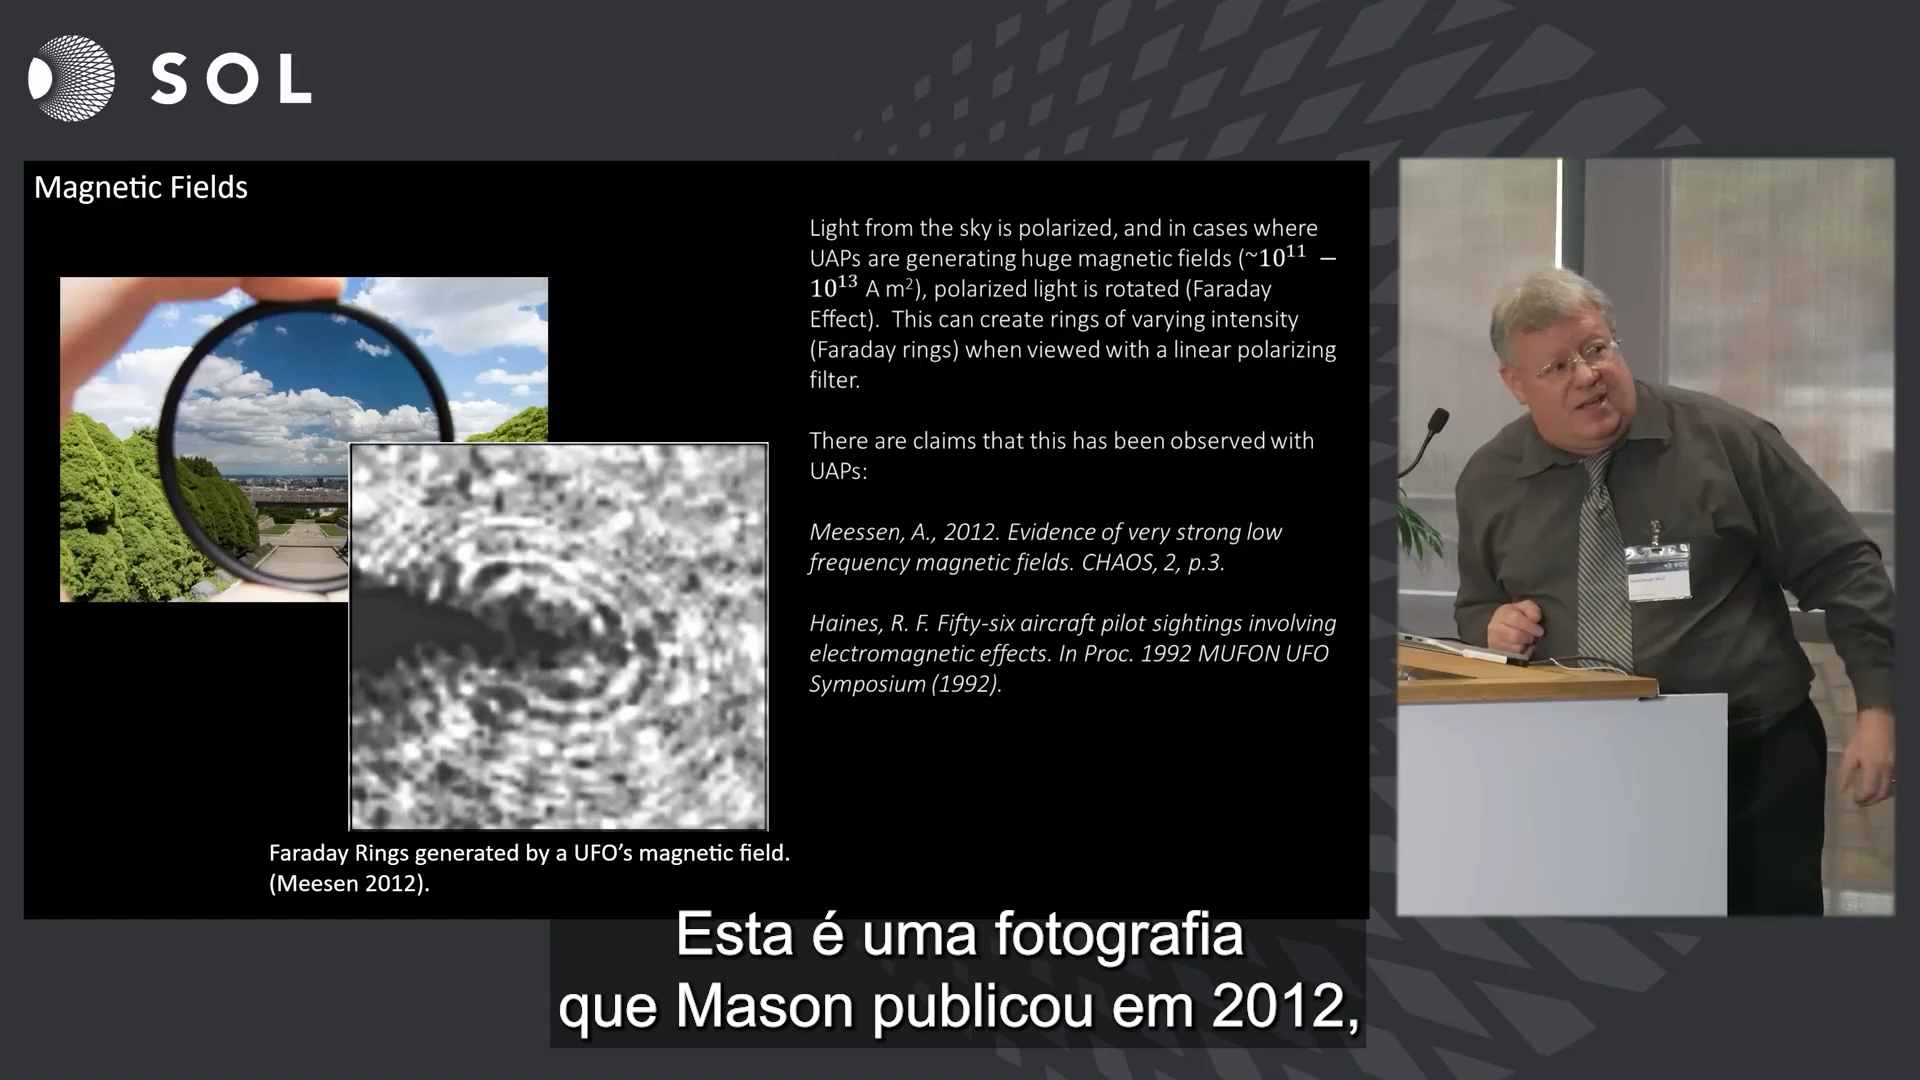 SOL
Magnetic Fields
Light from the sky is polarized, and in cases where
UAPs are generating huge magnetic fields (~10¹¹ –
10¹³ A m²), polarized light is rotated (Faraday
Effect). This can create rings of varying intensity
(Faraday rings) when viewed with a linear polarizing
filter.
There are claims that this has been observed with
UAPs:
Meessen, A., 2012. Evidence of very strong low
frequency magnetic fields. CHAOS, 2, p.3.
Haines, R. F. Fifty-six aircraft pilot sightings involving
electromagnetic effects. In Proc. 1992 MUFON UFO
Symposium (1992).
Faraday Rings generated by a UFO’s magnetic field.
(Meesen 2012).
Esta é uma fotografia
que Mason publicou em 2012,